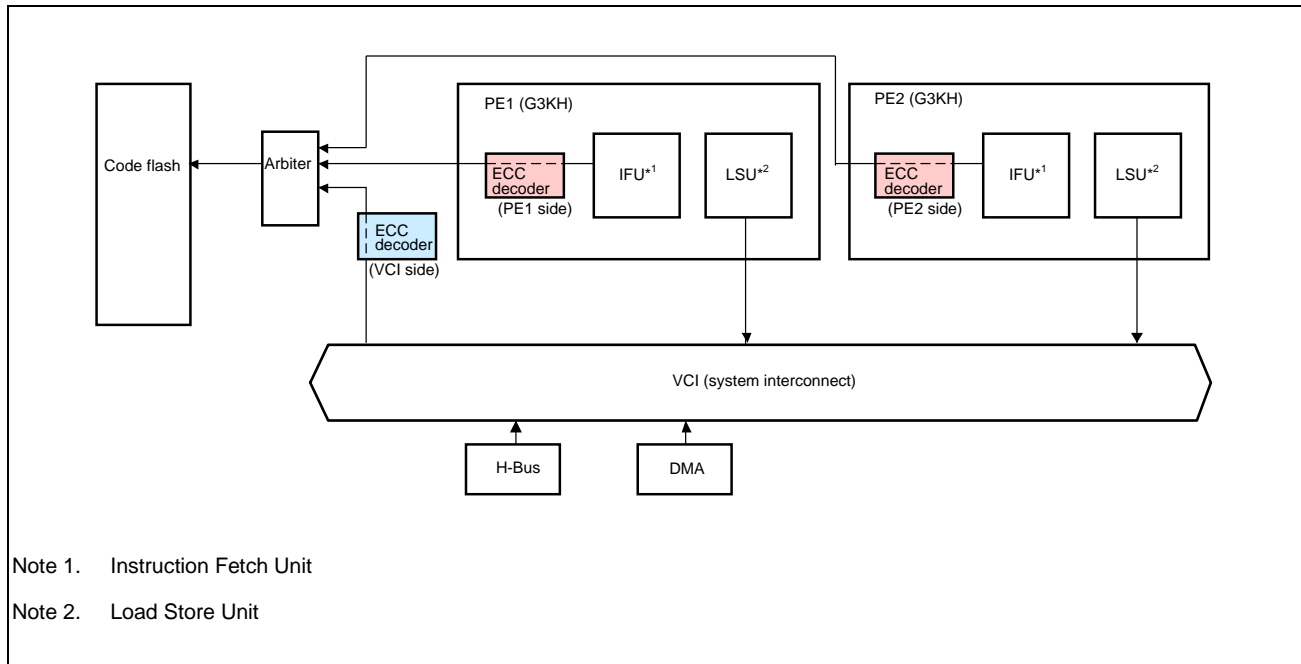 PE1 (G3KH)
PE2 (G3KH)
Code flash
Arbiter
ECC
decoder
(PE1 side)
IFU*1
LSU*2
ECC
decoder
(PE2 side)
IFU*1
LSU*2
ECC
decoder
(VCI side)
VCI (system interconnect)
H-Bus
DMA
Note 1. Instruction Fetch Unit
Note 2. Load Store Unit